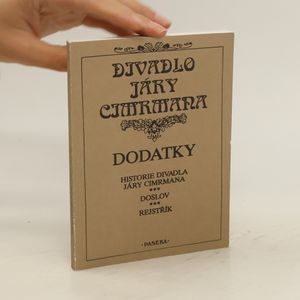 DIVADLO
JÁRY
CIMRMANA
DODATKY
HISTORIE DIVADLA
JÁRY CIMRMANA
***
DOSLOV
***
REJSTŘÍK
·PASEKA·